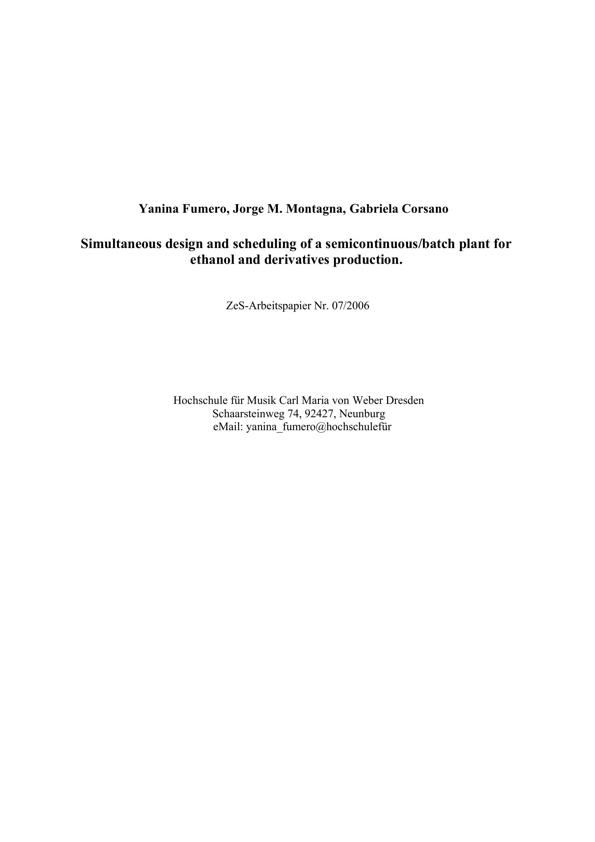 Yanina Fumero, Jorge M. Montagna, Gabriela Corsano
Simultaneous design and scheduling of a semicontinuous/batch plant for
ethanol and derivatives production.
ZeS-Arbeitspapier Nr. 07/2006
Hochschule für Musik Carl Maria von Weber Dresden
Schaarsteinweg 74, 92427, Neunburg
eMail: yanina_fumero@hochschulefür